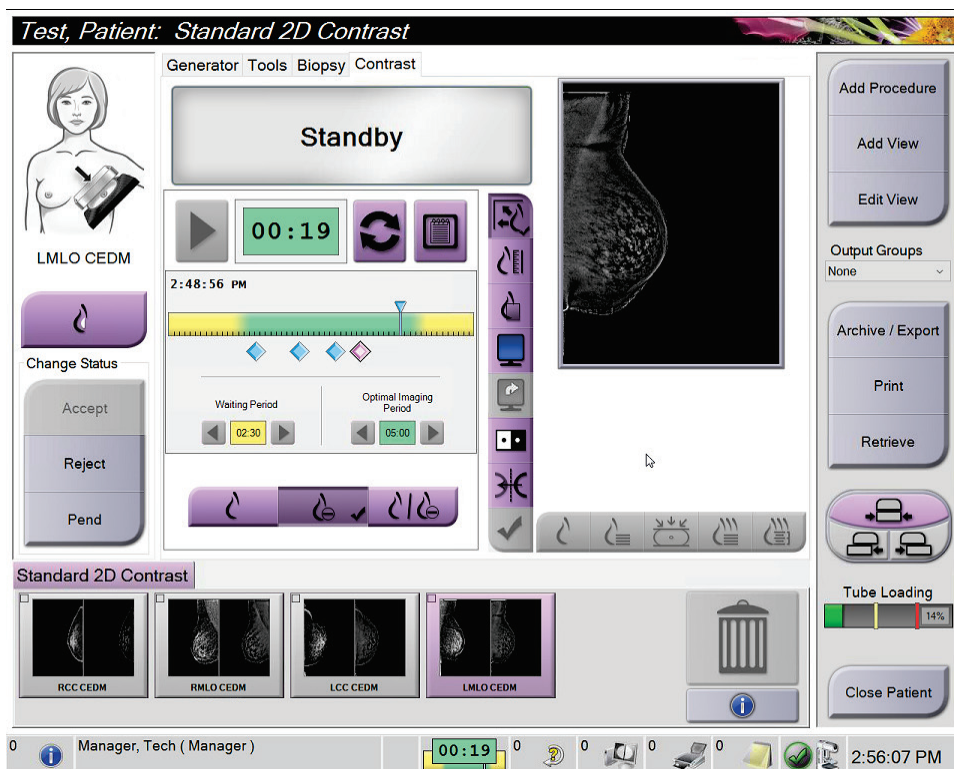 Test, Patient: Standard 2D Contrast
Generator Tools Biopsy Contrast
Standby
00:19
2:48:56 PM
Waiting Period
Optimal Imaging
Period
02:30
05:00
LMLO CEDM
Change Status
Accept
Reject
Pend
Add Procedure
Add View
Edit View
Output Groups
None
Archive / Export
Print
Retrieve
Tube Loading
14%
Close Patient
Standard 2D Contrast
RCC CEDM
RMLO CEDM
LCC CEDM
LMLO CEDM
0
Manager, Tech ( Manager )
00:19
0
0
0
0
2:56:07 PM